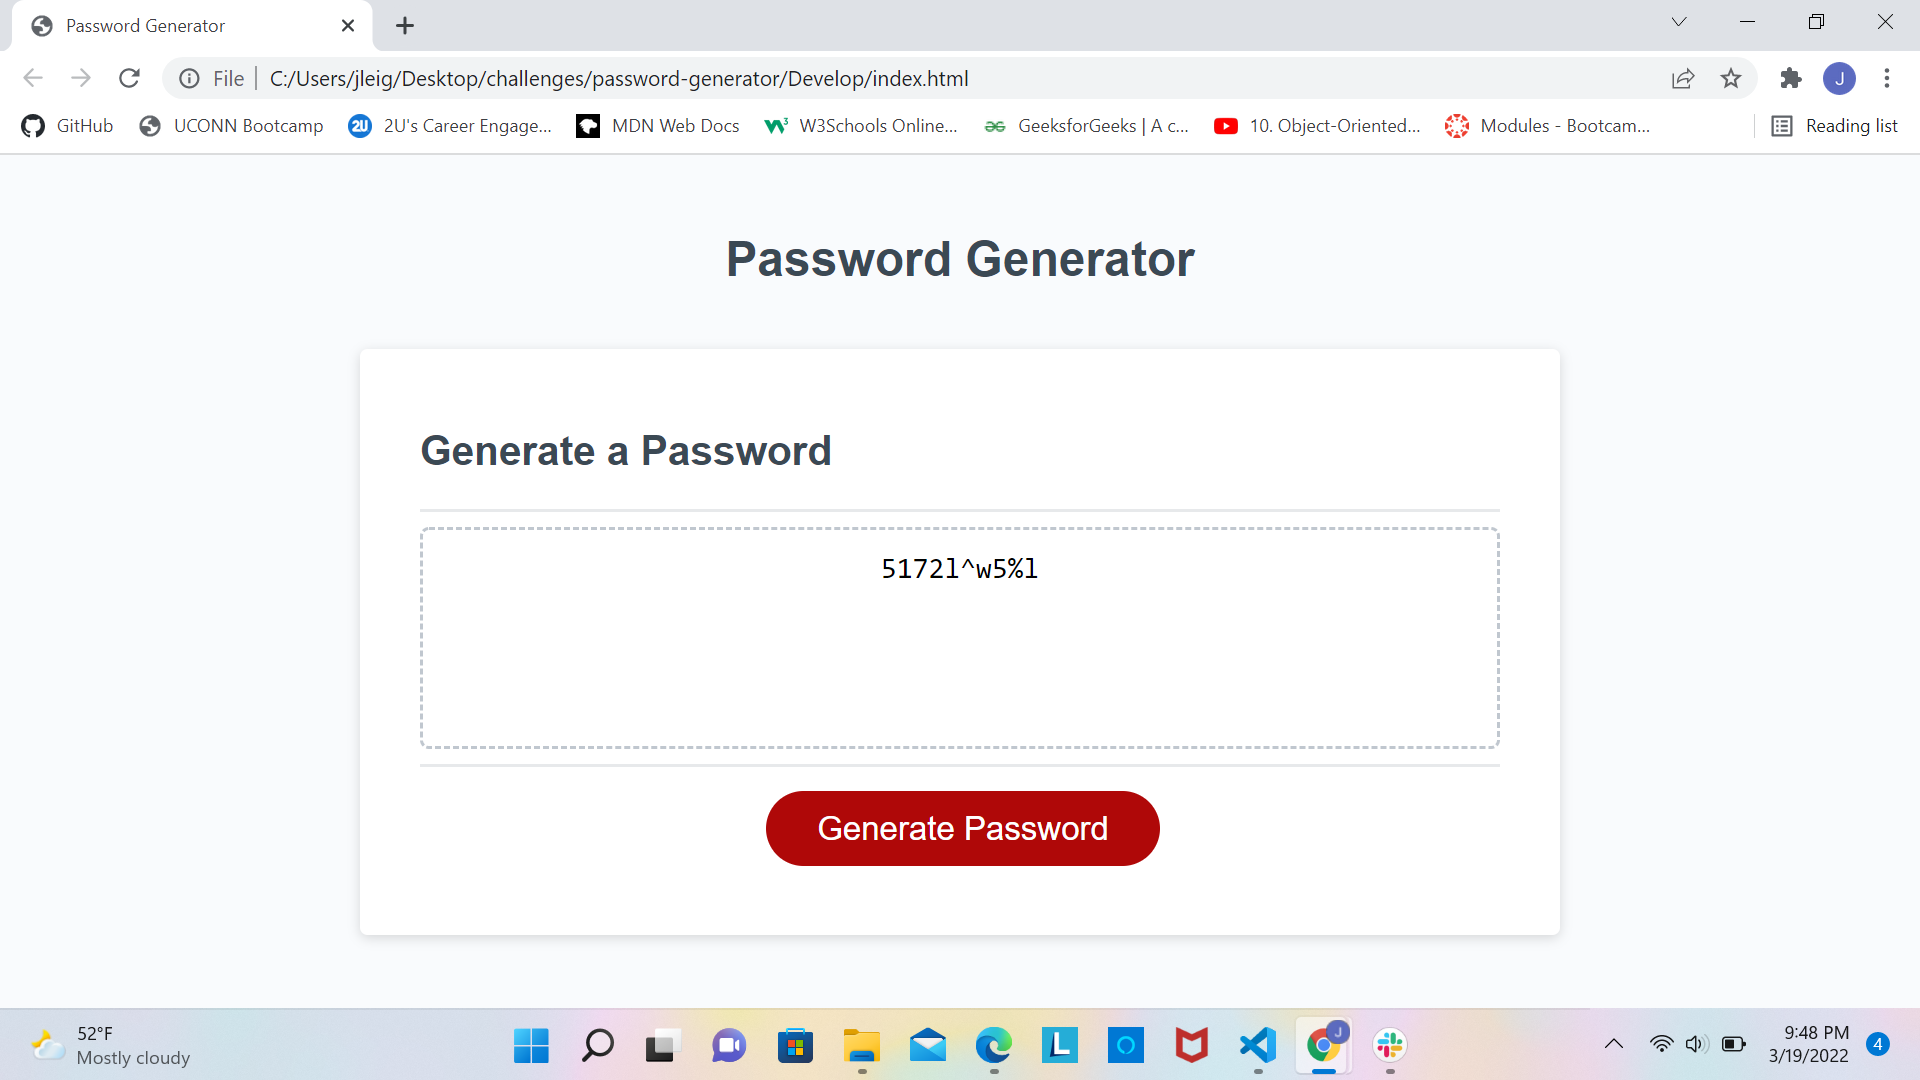 Password Generator
File
C:/Users/jleig/Desktop/challenges/password-generator/Develop/index.html
J
GitHub
UCONN Bootcamp
2U
2U's Career Engage...
MDN Web Docs
W3Schools Online...
GeeksforGeeks | A c...
10. Object-Oriented...
Modules - Bootcam...
Reading list
Password Generator
Generate a Password
5172l^w5%l
Generate Password
52°F
Mostly cloudy
L
J
9:48 PM
3/19/2022
4